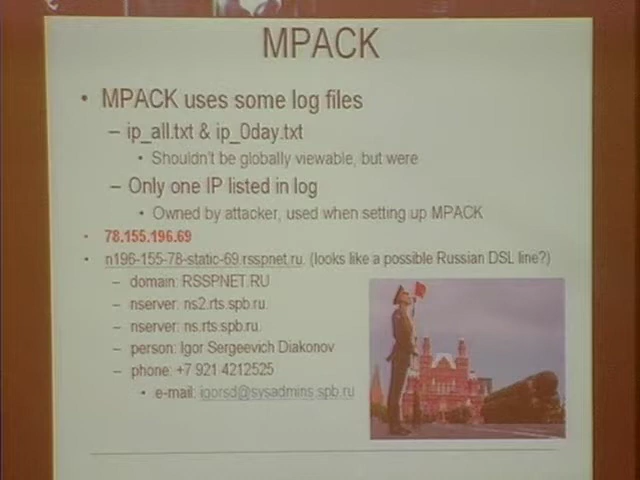 MPACK
• MPACK uses some log files
– ip_all.txt & ip_0day.txt
• Shouldn't be globally viewable, but were
– Only one IP listed in log
• Owned by attacker, used when setting up MPACK
• 78.155.196.69
• n196-155-78-static-69.rsspnet.ru. (looks like a possible Russian DSL line?)
– domain: RSSPNET.RU
– nserver: ns2.rts.spb.ru.
– nserver: ns.rts.spb.ru.
– person: Igor Sergeevich Diakonov
– phone: +7 921 4212525
• e-mail: igorsd@sysadmins.spb.ru